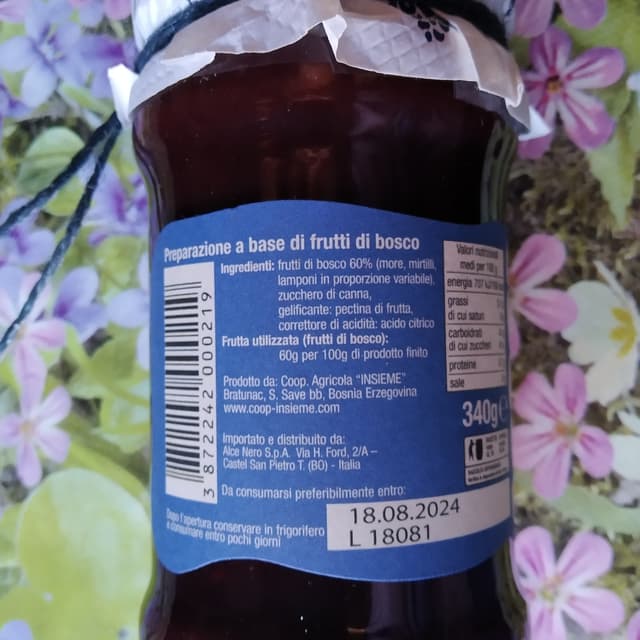 Preparazione a base di frutti di bosco
Ingredienti: frutti di bosco 60% (more, mirtilli,
lamponi in proporzione variabile),
zucchero di canna,
gelificante: pectina di frutta,
correttore di acidità: acido citrico
Frutta utilizzata (frutti di bosco):
60g per 100g di prodotto finito
Prodotto da: Coop. Agricola "INSIEME"
Bratunac, S. Save bb, Bosnia Erzegovina
www.coop-insieme.com
Importato e distribuito da:
Alce Nero S.p.A. Via H. Ford, 2/A –
Castel San Pietro T. (BO) - Italia
Da consumarsi preferibilmente entro:
18.08.2024
L 18081
Dopo l'apertura conservare in frigorifero
e consumare entro pochi giorni
3 872242 000219
Valori
medi per 100
energia 707
grassi
di cui saturi
carboidrati
di cui zuccheri
proteine
sale
340g